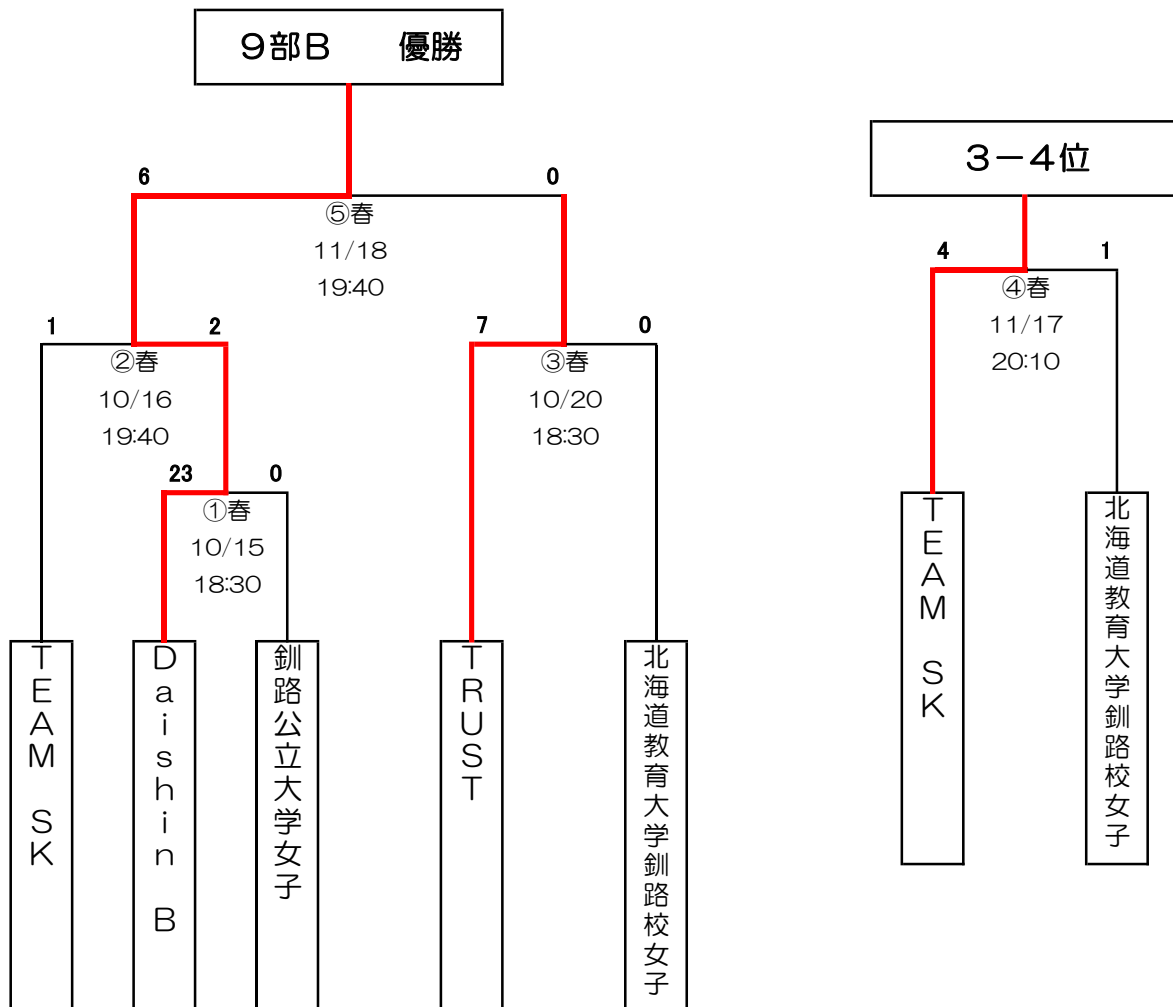 9部B 優勝
3－4位
6 0
⑤春
11/18
19:40
4 1
④春
11/17
20:10
1 2
②春
10/16
19:40
7 0
③春
10/20
18:30
23 0
①春
10/15
18:30
TEAM SK
Daishin B
釧路公立大学女子
TRUST
北海道教育大学釧路校女子
TEAM SK
北海道教育大学釧路校女子